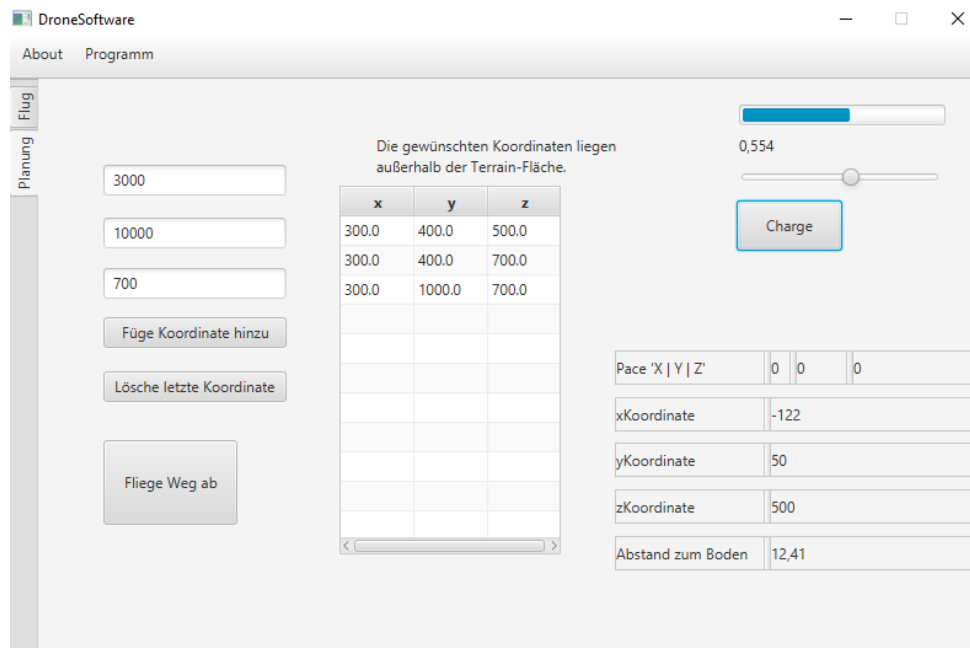 DroneSoftware
About Programm
Flug
Planung
3000
10000
700
Füge Koordinate hinzu
Lösche letzte Koordinate
Fliege Weg ab
Die gewünschten Koordinaten liegen
außerhalb der Terrain-Fläche.
x y z
300.0 400.0 500.0
300.0 400.0 700.0
300.0 1000.0 700.0
0,554
Charge
Pace 'X | Y | Z' 0 0 0
xKoordinate -122
yKoordinate 50
zKoordinate 500
Abstand zum Boden 12,41